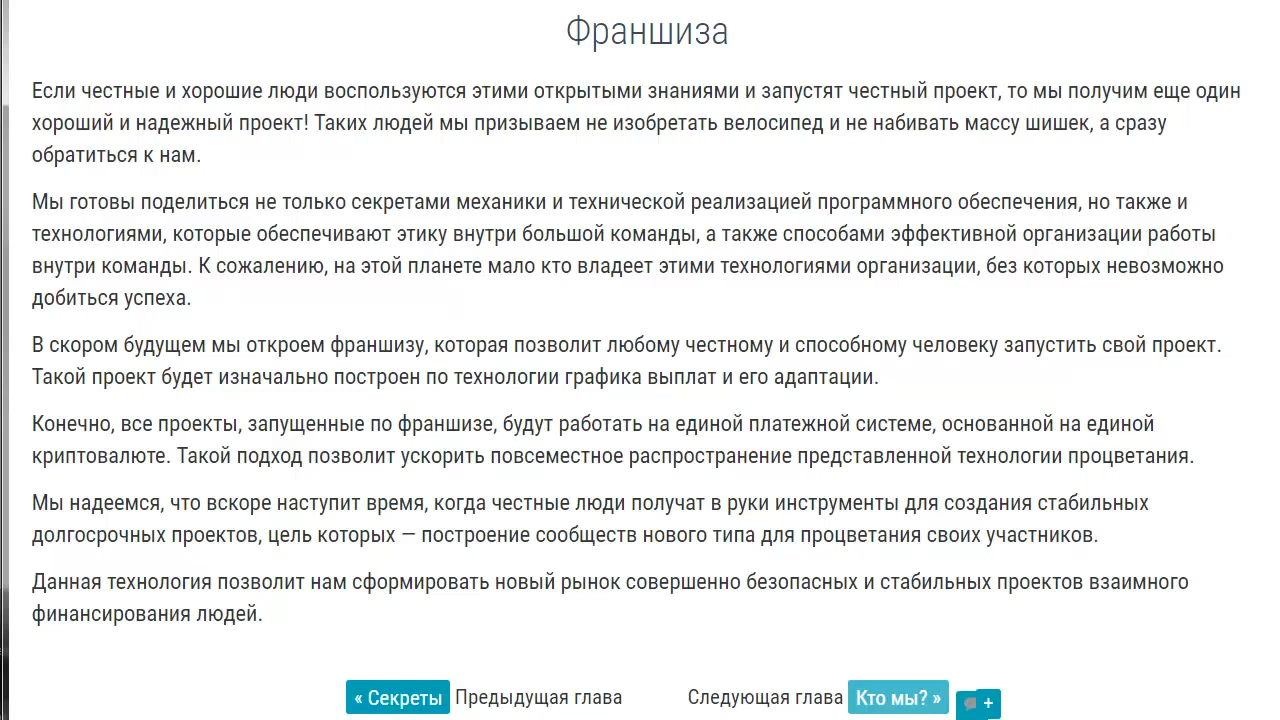 Франшиза
Если честные и хорошие люди воспользуются этими открытыми знаниями и запустят честный проект, то мы получим еще один
хороший и надежный проект! Таких людей мы призываем не изобретать велосипед и не набивать массу шишек, а сразу
обратиться к нам.
Мы готовы поделиться не только секретами механики и технической реализацией программного обеспечения, но также и
технологиями, которые обеспечивают этику внутри большой команды, а также способами эффективной организации работы
внутри команды. К сожалению, на этой планете мало кто владеет этими технологиями организации, без которых невозможно
добиться успеха.
В скором будущем мы откроем франшизу, которая позволит любому честному и способному человеку запустить свой проект.
Такой проект будет изначально построен по технологии графика выплат и его адаптации.
Конечно, все проекты, запущенные по франшизе, будут работать на единой платежной системе, основанной на единой
криптовалюте. Такой подход позволит ускорить повсеместное распространение представленной технологии процветания.
Мы надеемся, что вскоре наступит время, когда честные люди получат в руки инструменты для создания стабильных
долгосрочных проектов, цель которых — построение сообществ нового типа для процветания своих участников.
Данная технология позволит нам сформировать новый рынок совершенно безопасных и стабильных проектов взаимного
финансирования людей.
« Секреты Предыдущая глава Следующая глава Кто мы? » +